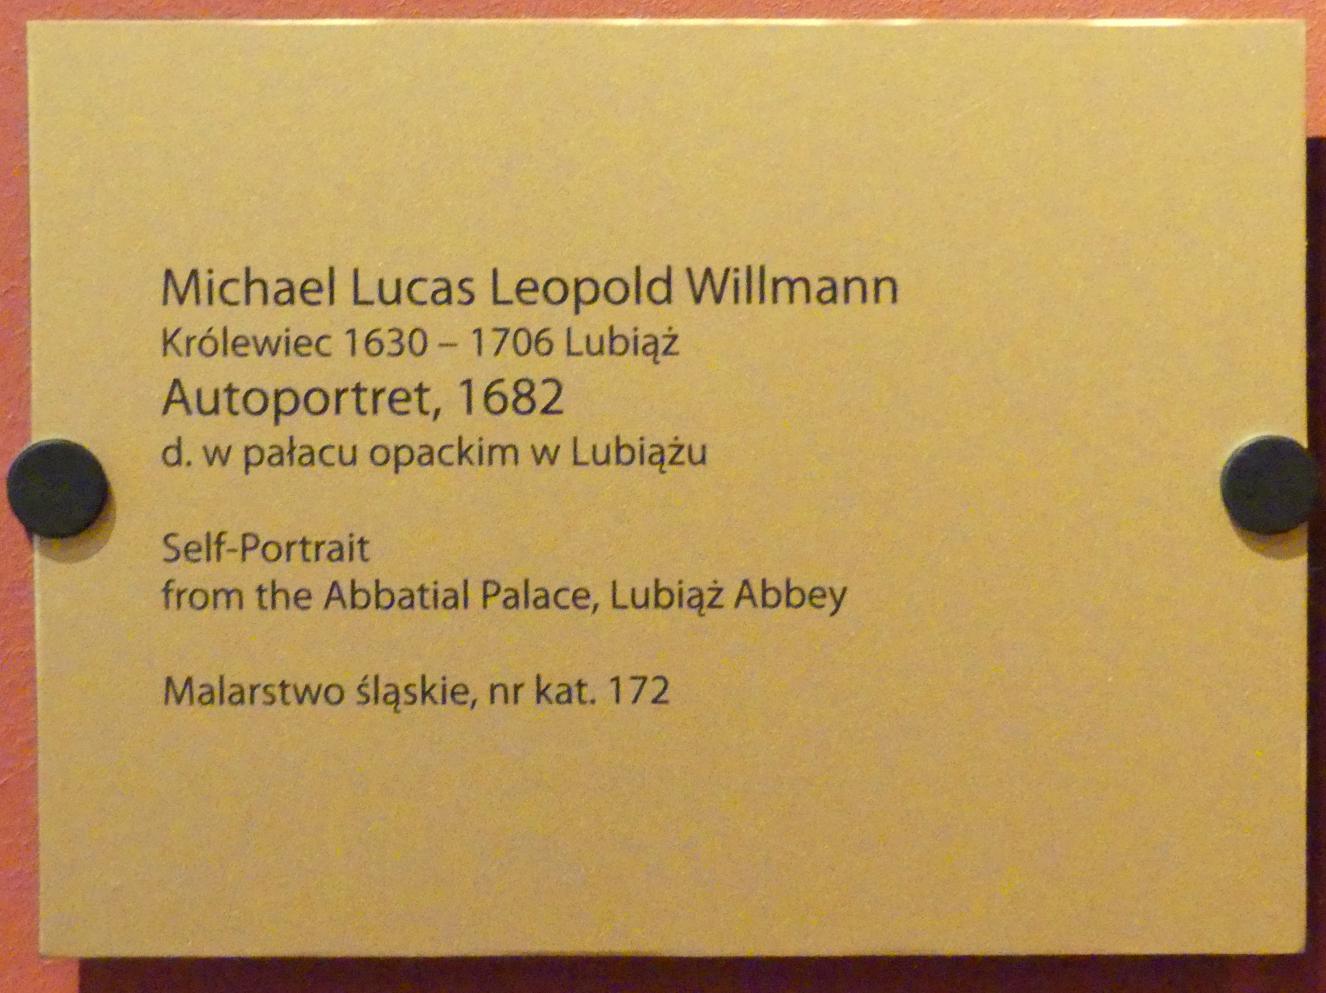 Michael Lucas Leopold Willmann
Królewiec 1630 – 1706 Lubiąż
Autoportret, 1682
d. w pałacu opackim w Lubiążu
Self-Portrait
from the Abbatial Palace, Lubiąż Abbey
Malarstwo śląskie, nr kat. 172